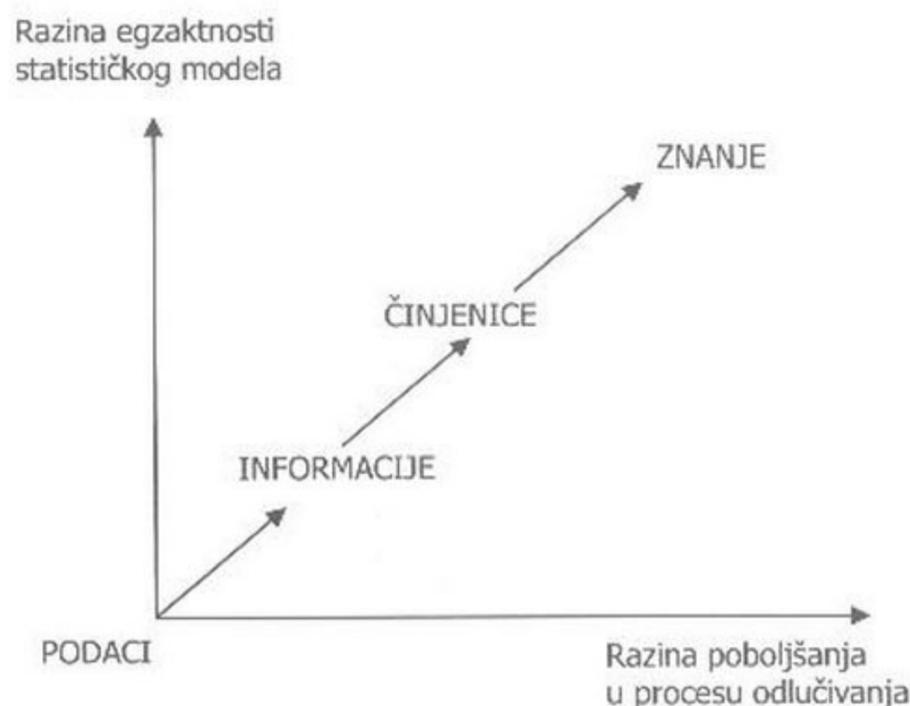 Razina egzaktnosti
statističkog modela
ZNANJE
ČINJENICE
INFORMACIJE
PODACI
Razina poboljšanja
u procesu odlučivanja